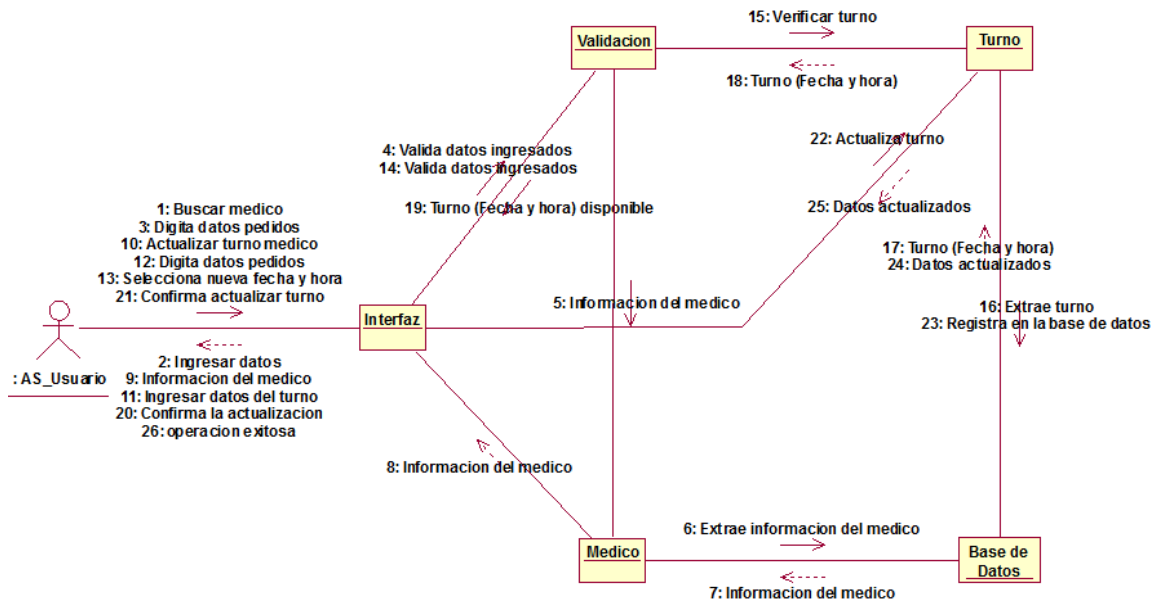 15: Verificar turno
Validacion
Turno
18: Turno (Fecha y hora)
4: Valida datos ingresados
14: Valida datos ingresados
22: Actualiza turno
19: Turno (Fecha y hora) disponible
25: Datos actualizados
1: Buscar medico
3: Digita datos pedidos
10: Actualizar turno medico
12: Digita datos pedidos
13: Selecciona nueva fecha y hora
21: Confirma actualizar turno
17: Turno (Fecha y hora)
24: Datos actualizados
Interfaz
5: Informacion del medico
16: Extrae turno
23: Registra en la base de datos
: AS_Usuario
2: Ingresar datos
9: Informacion del medico
11: Ingresar datos del turno
20: Confirma la actualizacion
26: operacion exitosa
8: Informacion del medico
6: Extrae informacion del medico
Medico
Base de
Datos
7: Informacion del medico